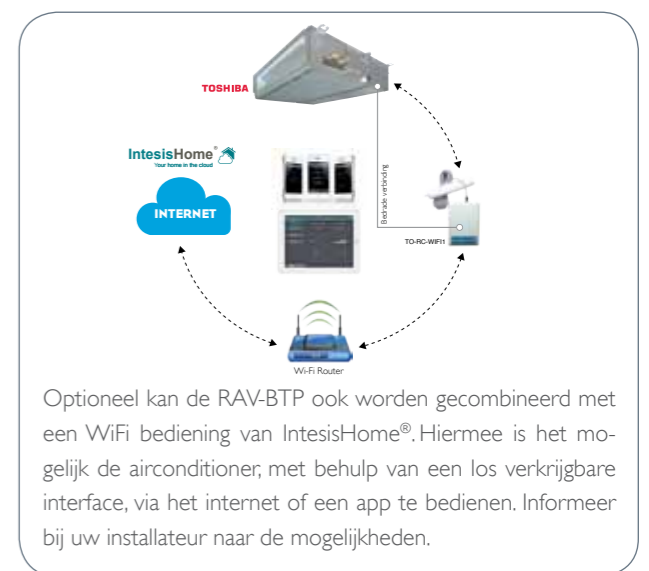 TOSHIBA
IntesisHome®
Your home in the cloud
INTERNET
Bedrade verbinding
TO-RC-WIFI1
Wi-Fi Router
Optioneel kan de RAV-BTP ook worden gecombineerd met
een WiFi bediening van IntesisHome®. Hiermee is het mo-
gelijk de airconditioner, met behulp van een los verkrijgbare
interface, via het internet of een app te bedienen. Informeer
bij uw installateur naar de mogelijkheden.